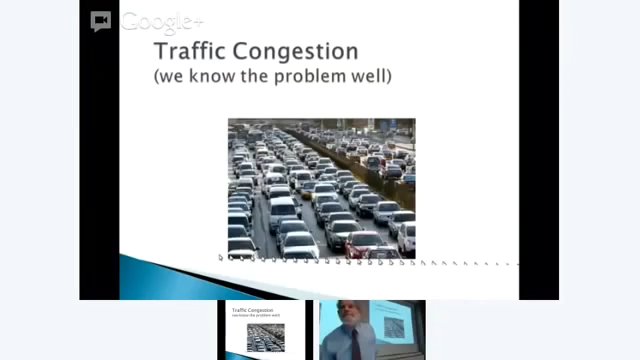 Google+
Traffic Congestion
(we know the problem well)
Traffic Congestion
(we know the problem well)